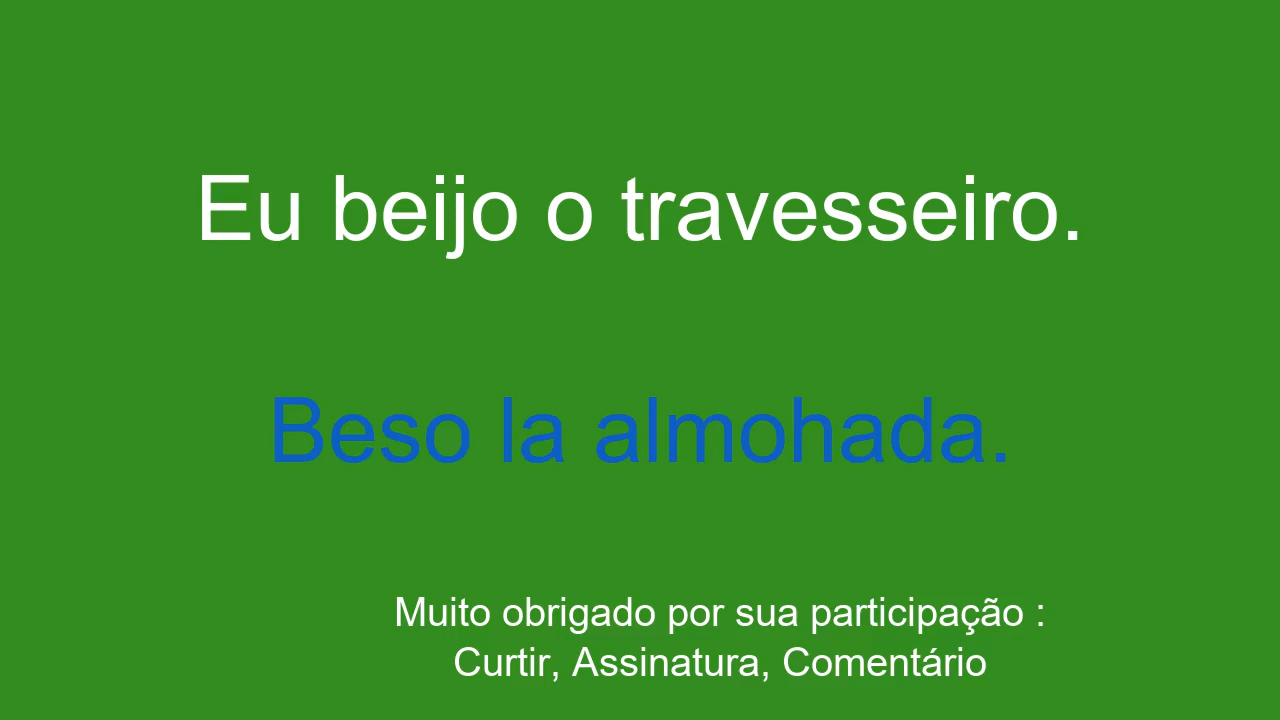 Eu beijo o travesseiro.
Beso la almohada.
Muito obrigado por sua participação :
Curtir, Assinatura, Comentário